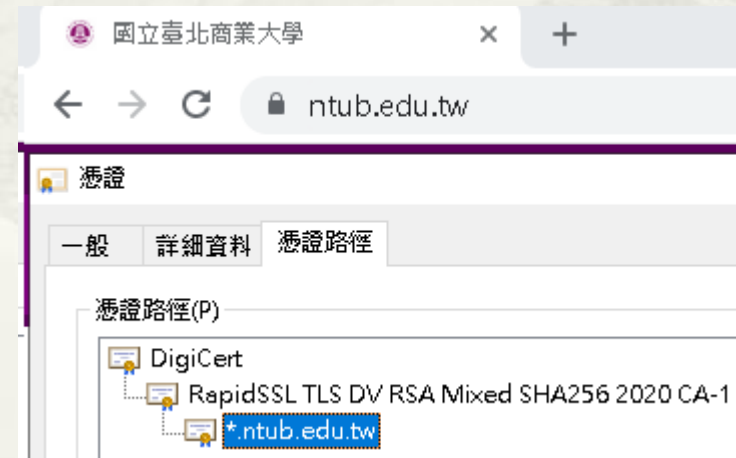 國立臺北商業大學
ntub.edu.tw
憑證
一般 詳細資料 憑證路徑
憑證路徑(P)
DigiCert
RapidSSL TLS DV RSA Mixed SHA256 2020 CA-1
*.ntub.edu.tw